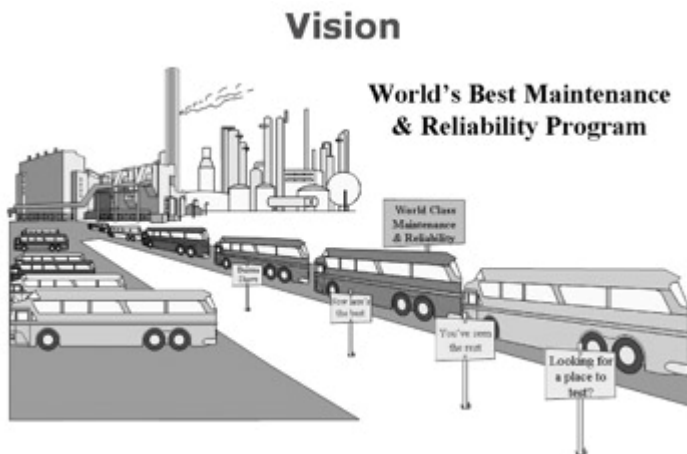 Vision
World's Best Maintenance
& Reliability Program
World Class
Maintenance
& Reliability
Shave
Now here's
the best
You've seen
the rest
Looking for
a place to
test?